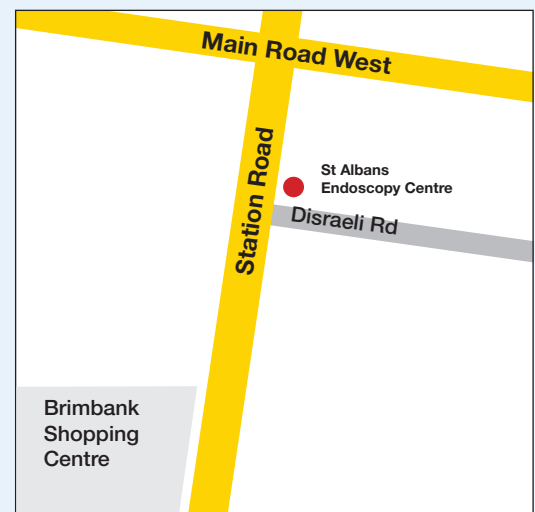 Main Road West
Station Road
St Albans
Endoscopy Centre
Disraeli Rd
Brimbank
Shopping
Centre